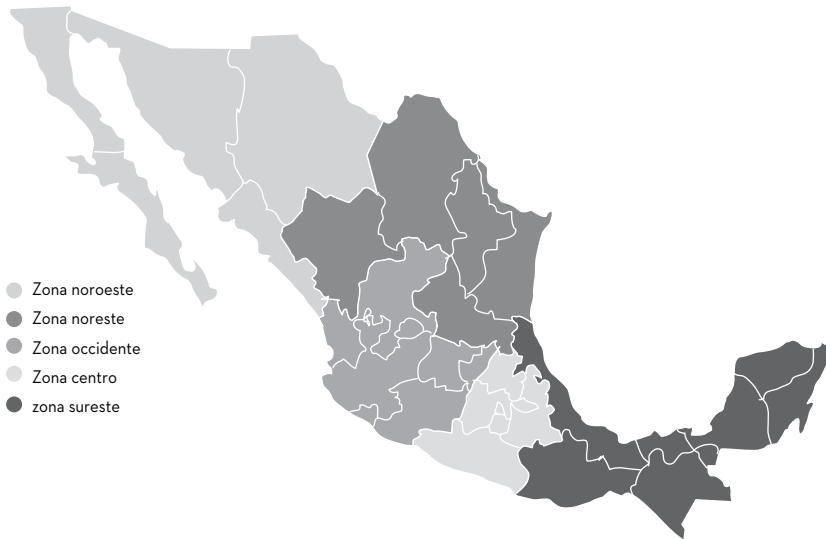 Zona noroeste
Zona noreste
Zona occidente
Zona centro
zona sureste